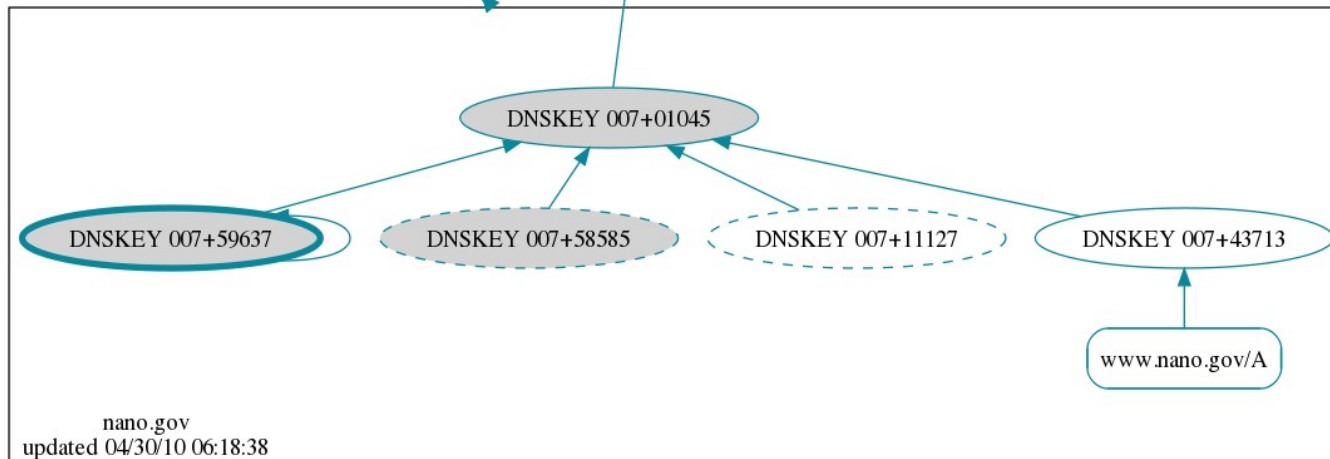 DNSKEY 007+01045
DNSKEY 007+59637
DNSKEY 007+58585
DNSKEY 007+11127
DNSKEY 007+43713
www.nano.gov/A
nano.gov
updated 04/30/10 06:18:38